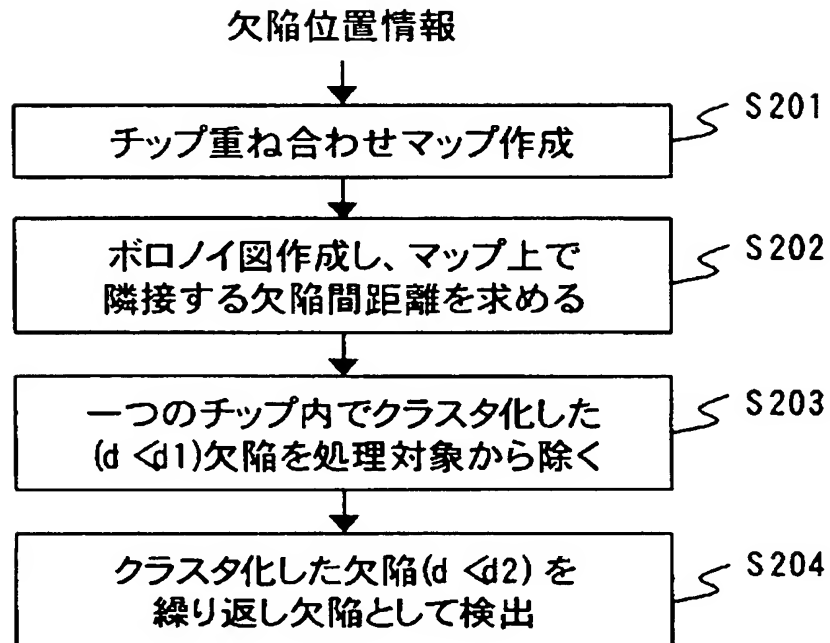 欠陥位置情報
チップ重ね合わせマップ作成
S201
ボロノイ図作成し、マップ上で
隣接する欠陥間距離を求める
S202
一つのチップ内でクラスタ化した
(d <d1)欠陥を処理対象から除く
S203
クラスタ化した欠陥(d <d2) を
繰り返し欠陥として検出
S204